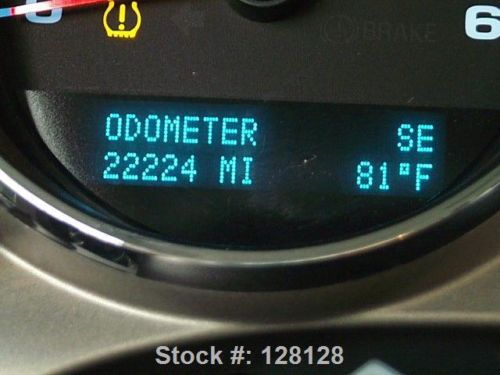 6
BRAKE
ODOMETER SE
22224 MI 81°F
Stock #: 128128